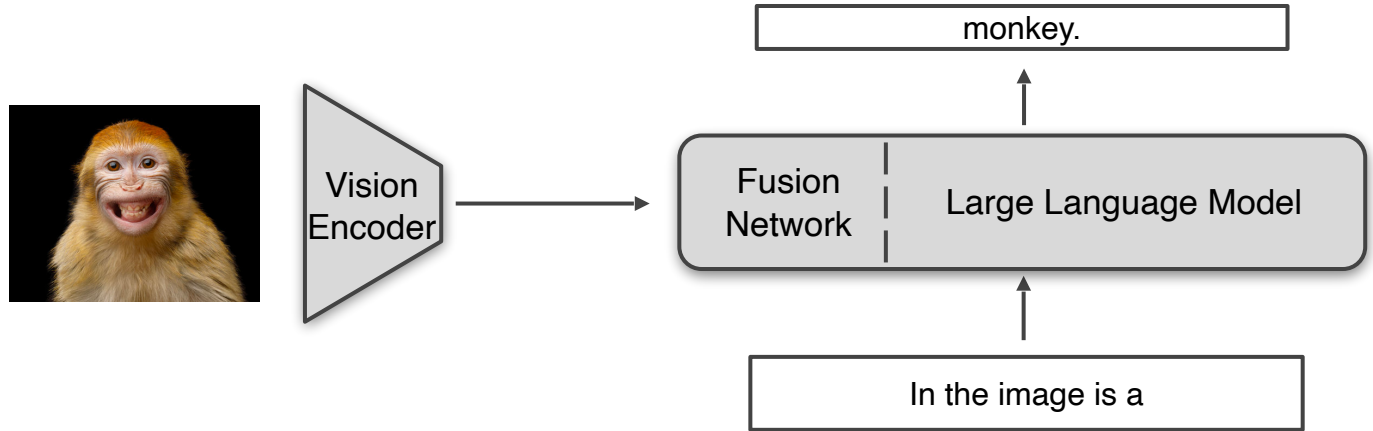 monkey.
Vision
Encoder
Fusion
Network
Large Language Model
In the image is a